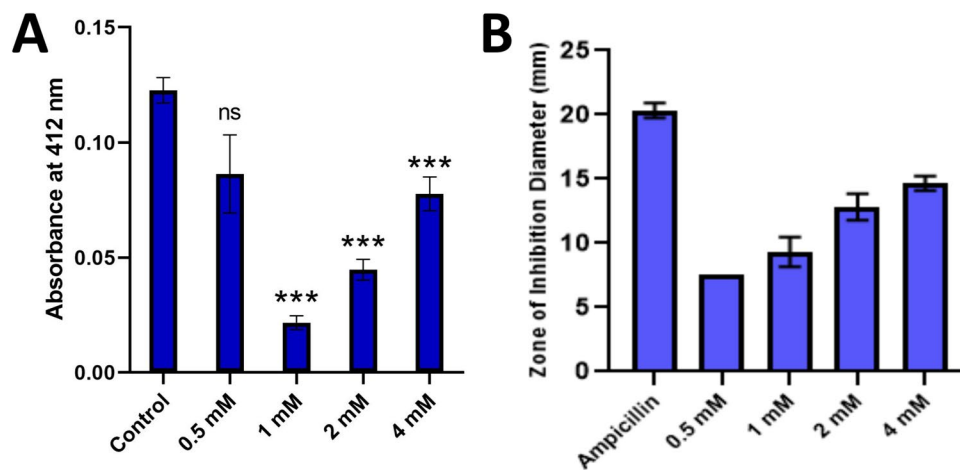 A
Absorbance at 412 nm
0.15
0.10
0.05
0.00
ns
***
***
***
Control
0.5 mM
1 mM
2 mM
4 mM
B
Zone of Inhibition Diameter (mm)
25
20
15
10
5
0
Ampicillin
0.5 mM
1 mM
2 mM
4 mM